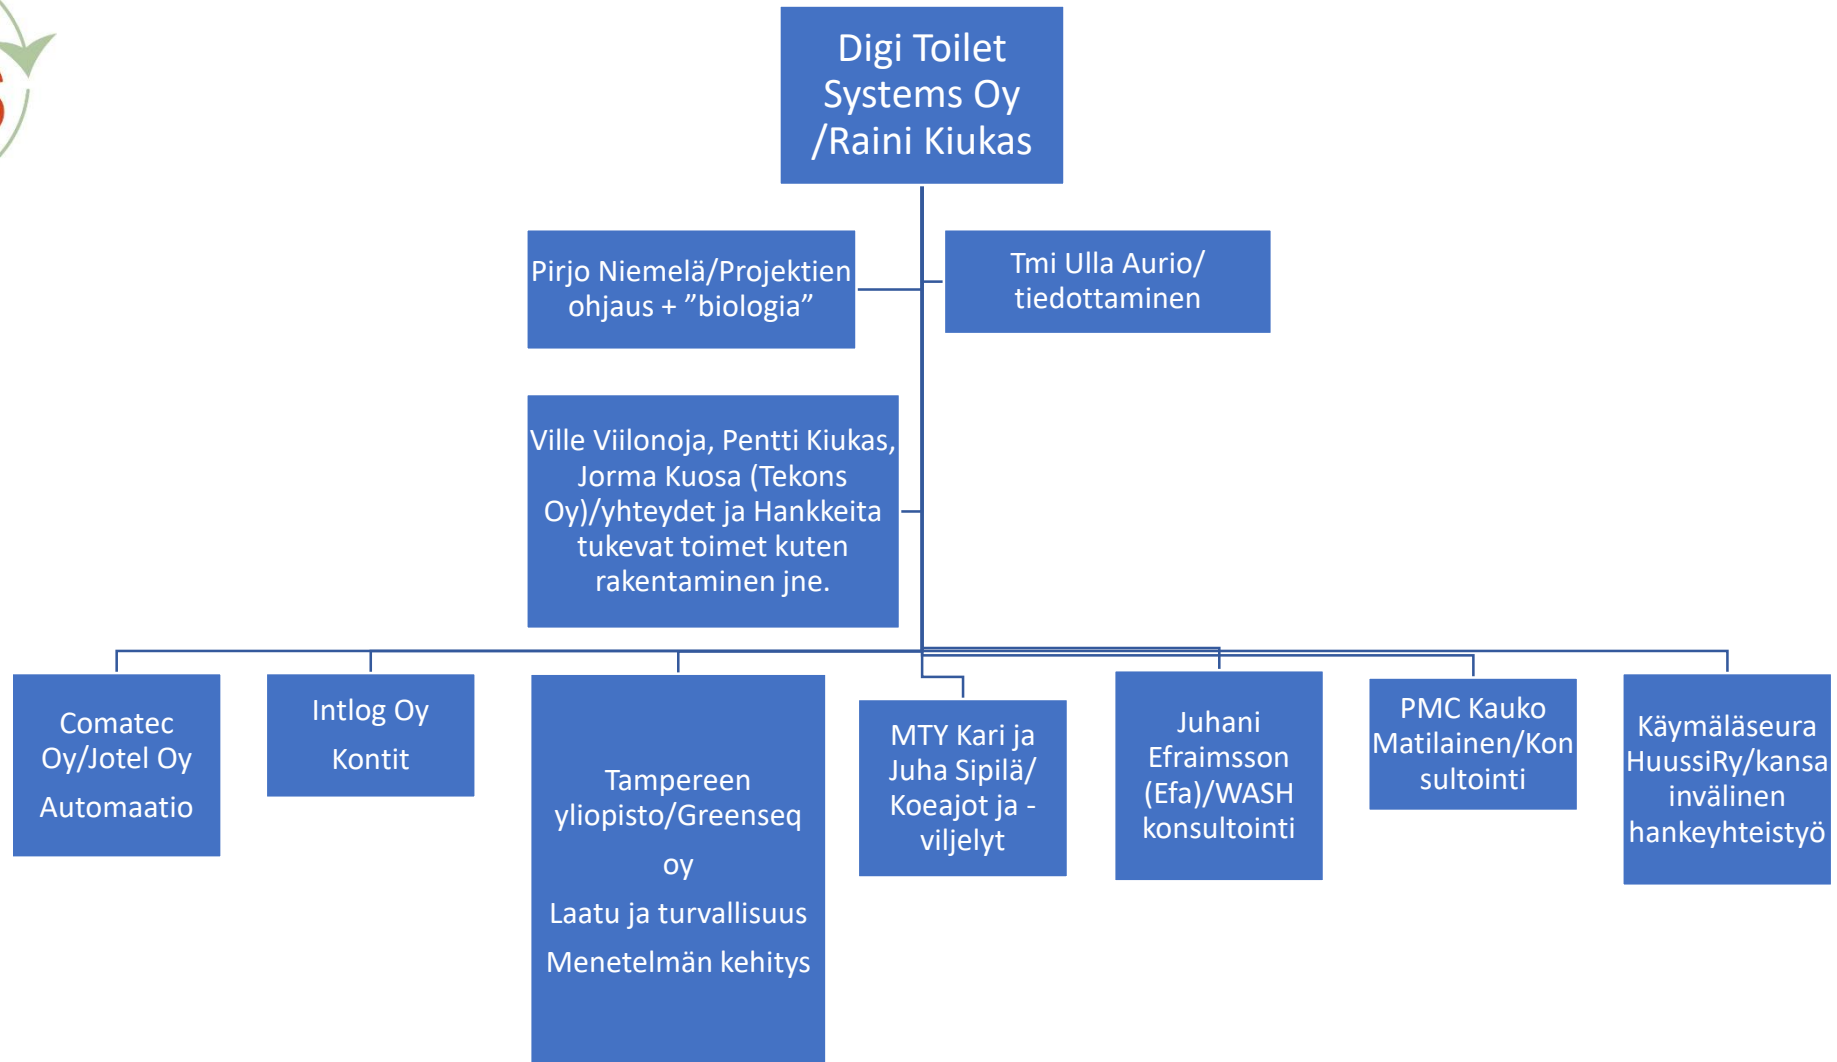 Digi Toilet
Systems Oy
/Raini Kiukas
Pirjo Niemelä/Projektien
ohjaus + ”biologia”
Tmi Ulla Aurio/
tiedottaminen
Ville Viilonoja, Pentti Kiukas,
Jorma Kuosa (Tekons
Oy)/yhteydet ja Hankkeita
tukevat toimet kuten
rakentaminen jne.
Comatec
Oy/Jotel Oy
Automaatio
Intlog Oy
Kontit
Tampereen
yliopisto/Greenseq
oy
Laatu ja turvallisuus
Menetelmän kehitys
MTY Kari ja
Juha Sipilä/
Koeajot ja -
viljelyt
Juhani
Efraimsson
(Efa)/WASH
konsultointi
PMC Kauko
Matilainen/Kon
sultointi
Käymäläseura
HuussiRy/kansa
invälinen
hankeyhteistyö